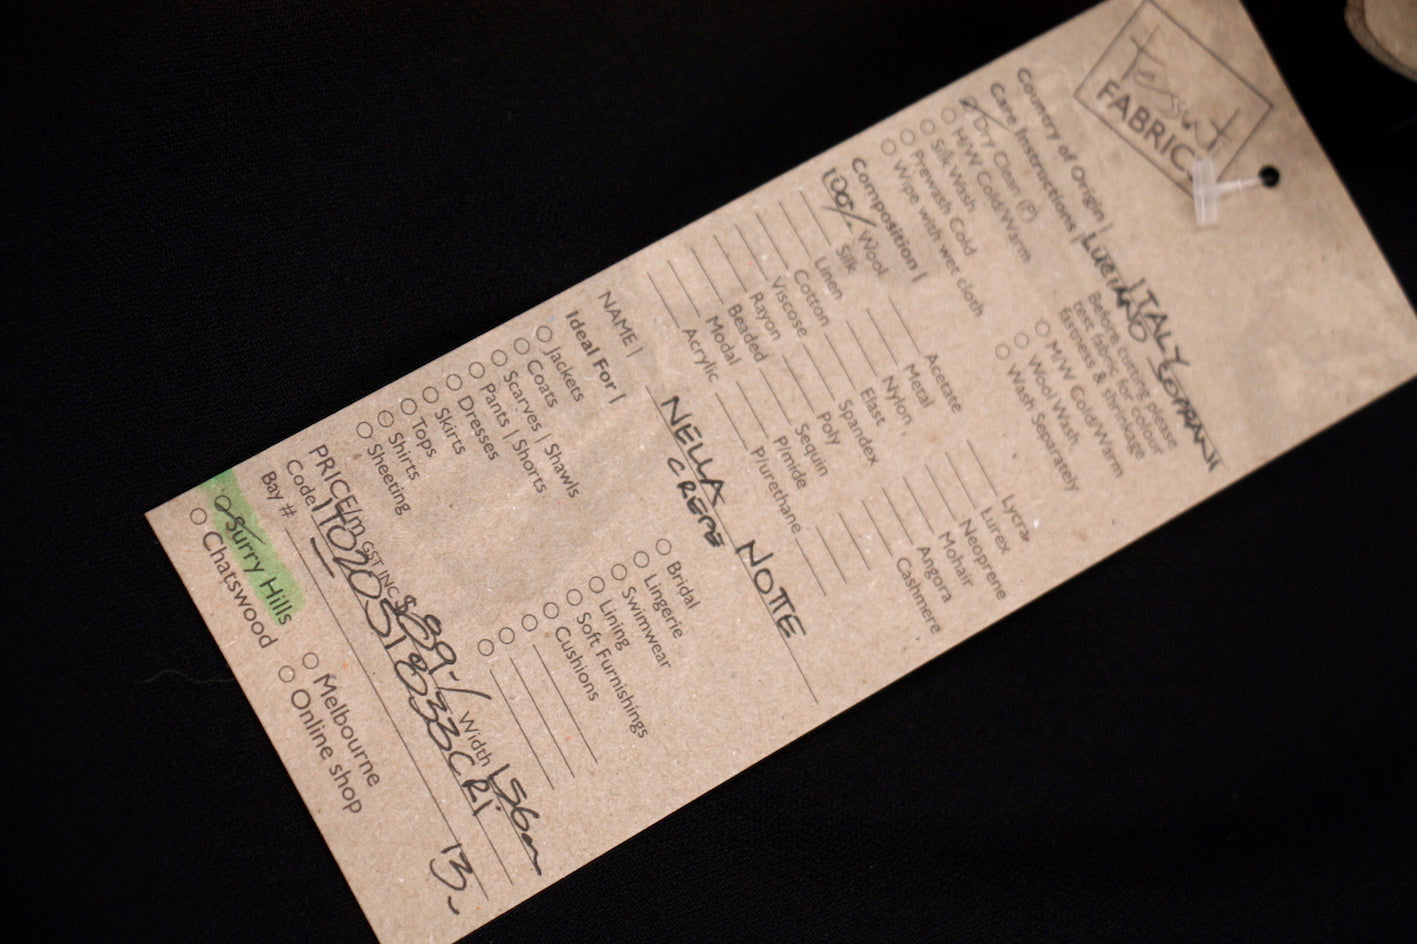 Tessuti
FABRICS
Country of Origin | ITALY
Care Instructions | LUCIANO SOPRANI
Dry Clean (P)
H/W Cold/Warm
Silk Wash
Prewash Cold
Wipe with wet cloth
Before cutting please
test fabric for colour
fastness & shrinkage
M/W Cold/Warm
Wool Wash
Wash Separately
Composition |
100% Wool
Silk
Linen
Cotton
Viscose
Rayon
Beaded
Modal
Acrylic
Acetate
Metal
Nylon
Elast
Spandex
Poly
Sequin
P/mide
P/urethane
Lycra
Lurex
Neoprene
Mohair
Angora
Cashmere
NAME | NELLA NOTTE
CREPE
Ideal For |
Jackets
Coats
Scarves | Shawls
Pants | Shorts
Dresses
Skirts
Tops
Shirts
Sheeting
Bridal
Lingerie
Swimwear
Lining
Soft Furnishings
Cushions
PRICE/m GST INC $89.-/ Width 156cm
Code
Bay # 13-
Surry Hills
Chatswood
Melbourne
Online shop